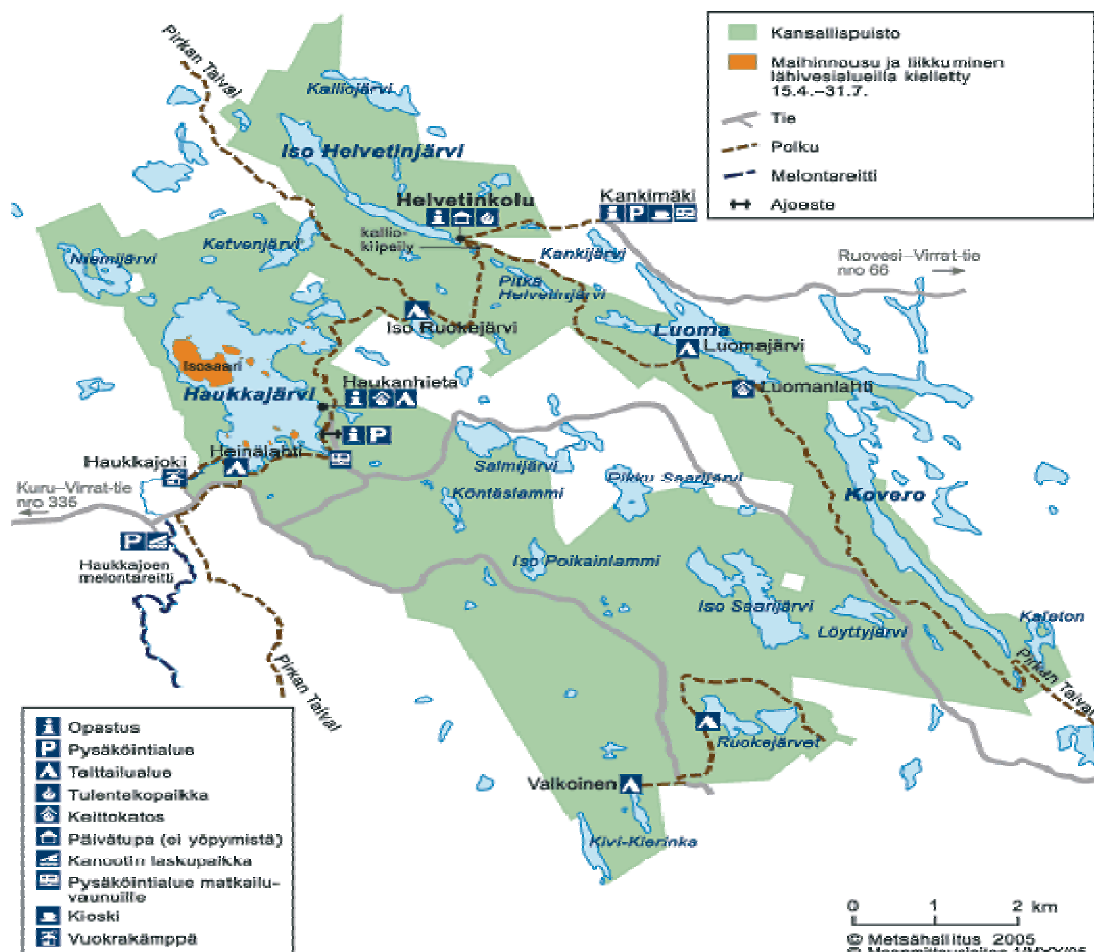 Pirkan Taival
Kalliojärvi
Iso Helvetinjärvi
Helvetinkolu
kallio-
kiipeily
Kankimäki
Kankijärvi
Ketvenjärvi
Niemijärvi
Pitkä
Helvetinjärvi
Ruovesi–Virrat-tie
nro 66
Iso Ruokejärvi
Luoma
Luomajärvi
Isosaari
Haukkajärvi
Haukanhieta
Luomanlahti
Heinälahti
Haukkajoki
Salmijärvi
Pikku Saarijärvi
Köntäslammi
Kovero
Kuru–Virrat-tie
nro 335
Haukkajoen
melontareitti
Iso Poikainlammi
Iso Saarijärvi
Löyttyjärvi
Kalaton
Pirkan Taival
Pirkan Taival
Ruokejärvet
Valkoinen
Kivi-Kierinka
Kansallispuisto
Maihinnousu ja liikkuminen
lähivesialueilla kielletty
15.4.–31.7.
Tie
Polku
Melontareitti
Ajoeste
Opastus
P Pysäköintialue
Telttailualue
Tulentekopaikka
Keittokatos
Päivätupa (ei yöpymistä)
Kanootin laskupaikka
Pysäköintialue matkailu-
vaunuille
Kioski
Vuokrakämppä
0 1 2 km
© Metsähallitus 2005